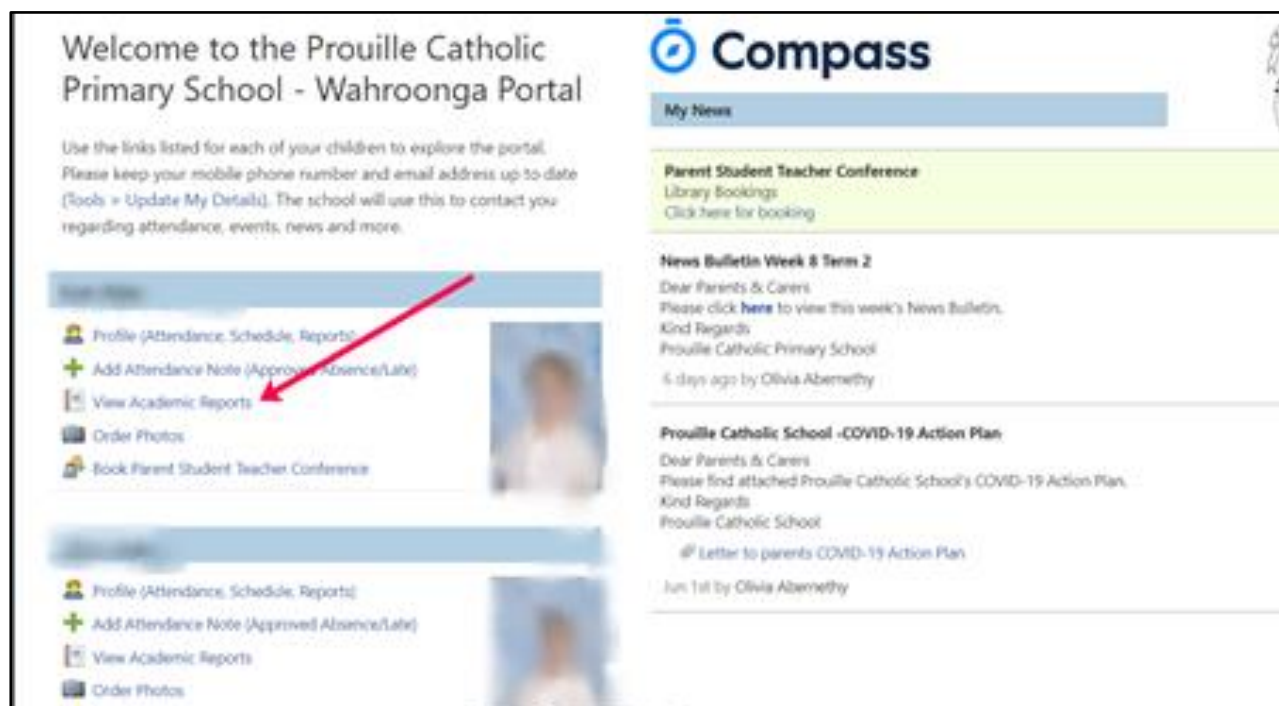 Welcome to the Prouille Catholic
Primary School - Wahroonga Portal
Use the links listed for each of your children to explore the portal.
Please keep your mobile phone number and email address up to date
(Tools > Update My Details). The school will use this to contact you
regarding attendance, events, news and more.
Profile (Attendance, Schedule, Reports)
Add Attendance Note (Approved Absence/Late)
View Academic Reports
Order Photos
Book Parent Student Teacher Conference
Profile (Attendance, Schedule, Reports)
Add Attendance Note (Approved Absence/Late)
View Academic Reports
Order Photos
Compass
My News
Parent Student Teacher Conference
Library Bookings
Click here for booking
News Bulletin Week 8 Term 2
Dear Parents & Carers
Please click here to view this week's News Bulletin.
Kind Regards
Prouille Catholic Primary School
6 days ago by Olivia Abernethy
Prouille Catholic School -COVID-19 Action Plan
Dear Parents & Carers
Please find attached Prouille Catholic School's COVID-19 Action Plan.
Kind Regards
Prouille Catholic School
Letter to parents COVID-19 Action Plan
Jun 1st by Olivia Abernethy